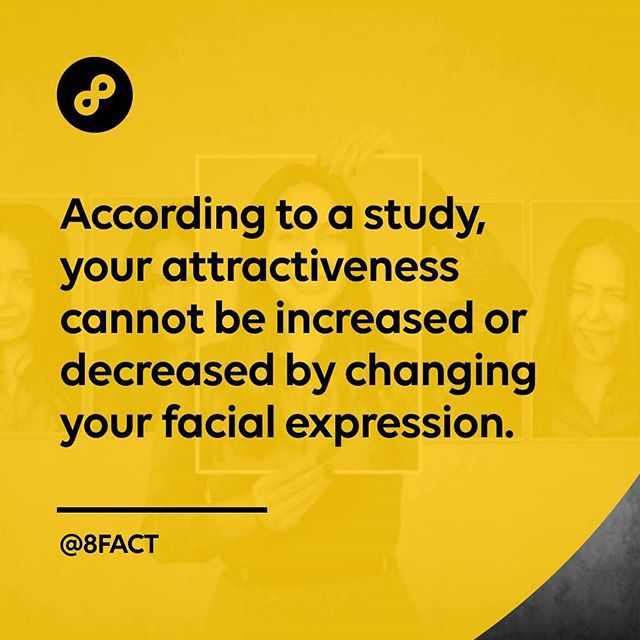 According to a study,
your attractiveness
cannot be increased or
decreased by changing
your facial expression.
@8FACT